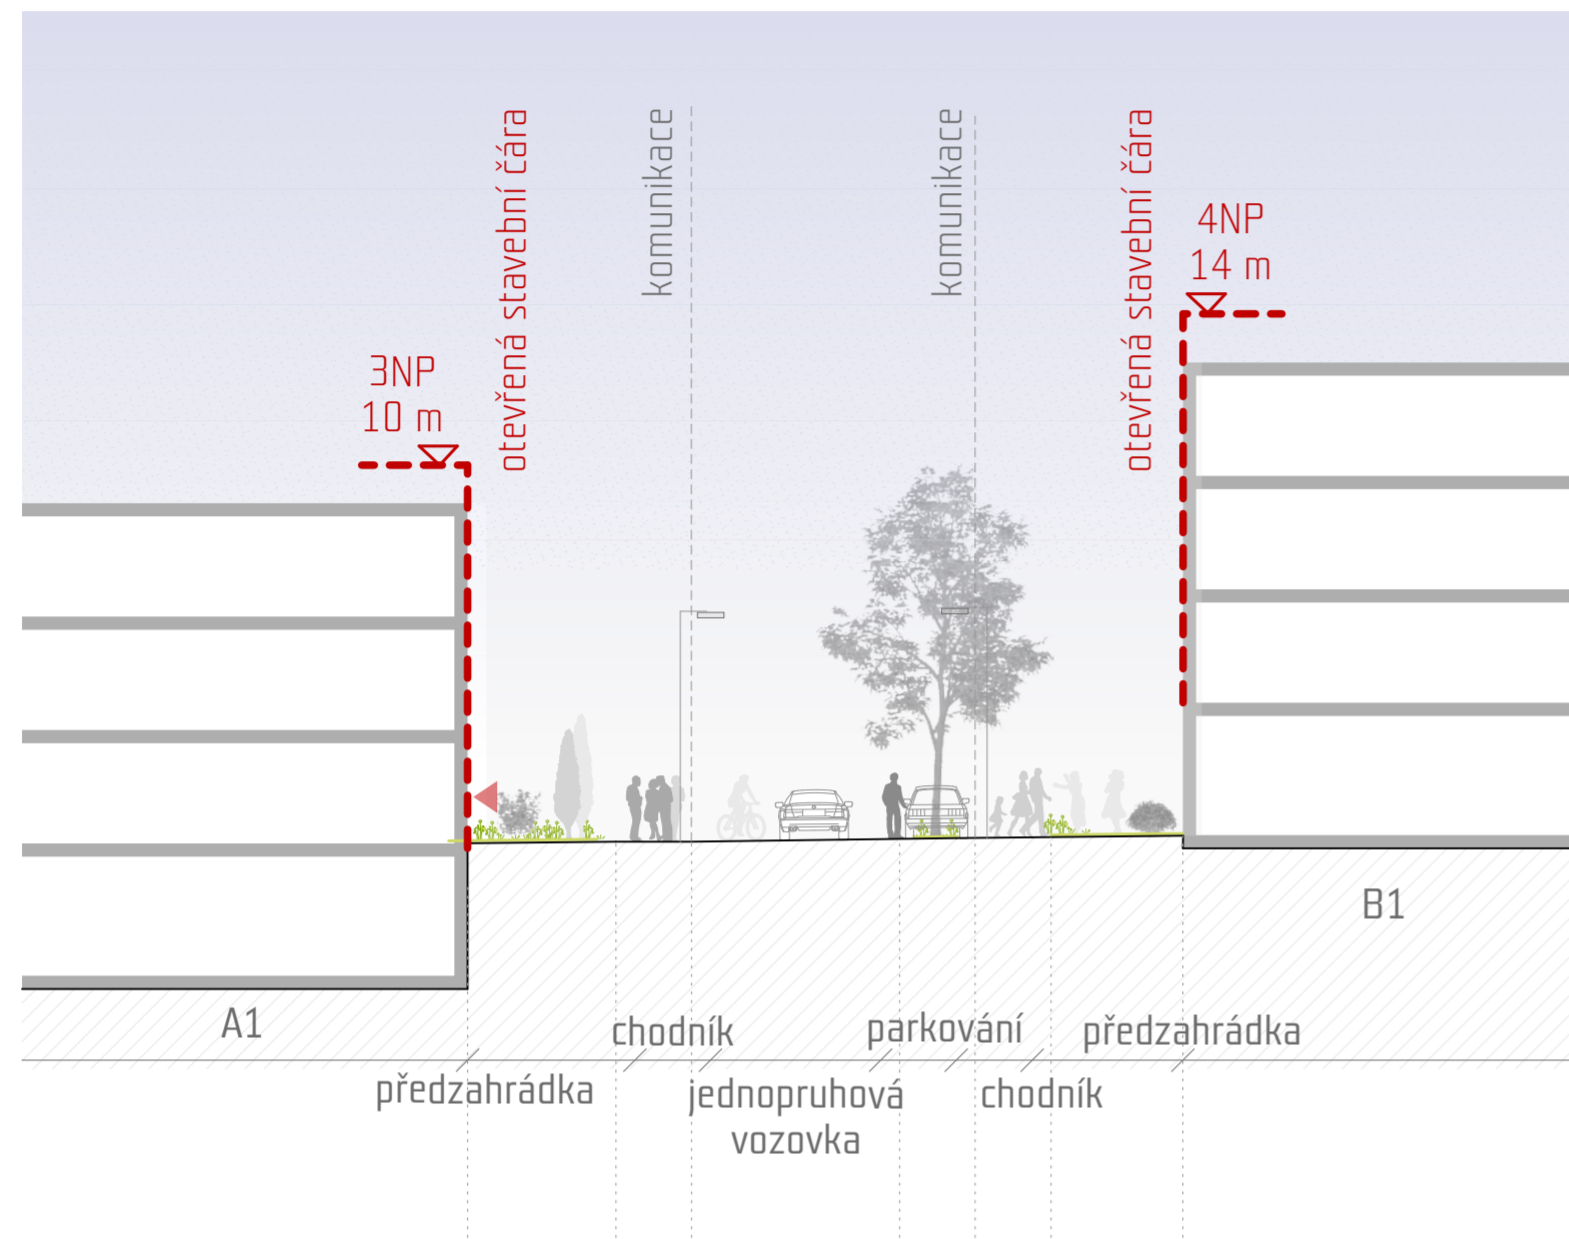 otevřená stavební čára
komunikace
komunikace
otevřená stavební čára
4NP
14 m
3NP
10 m
B1
A1
chodník
parkování
předzahrádka
předzahrádka
jednopruhová
vozovka
chodník